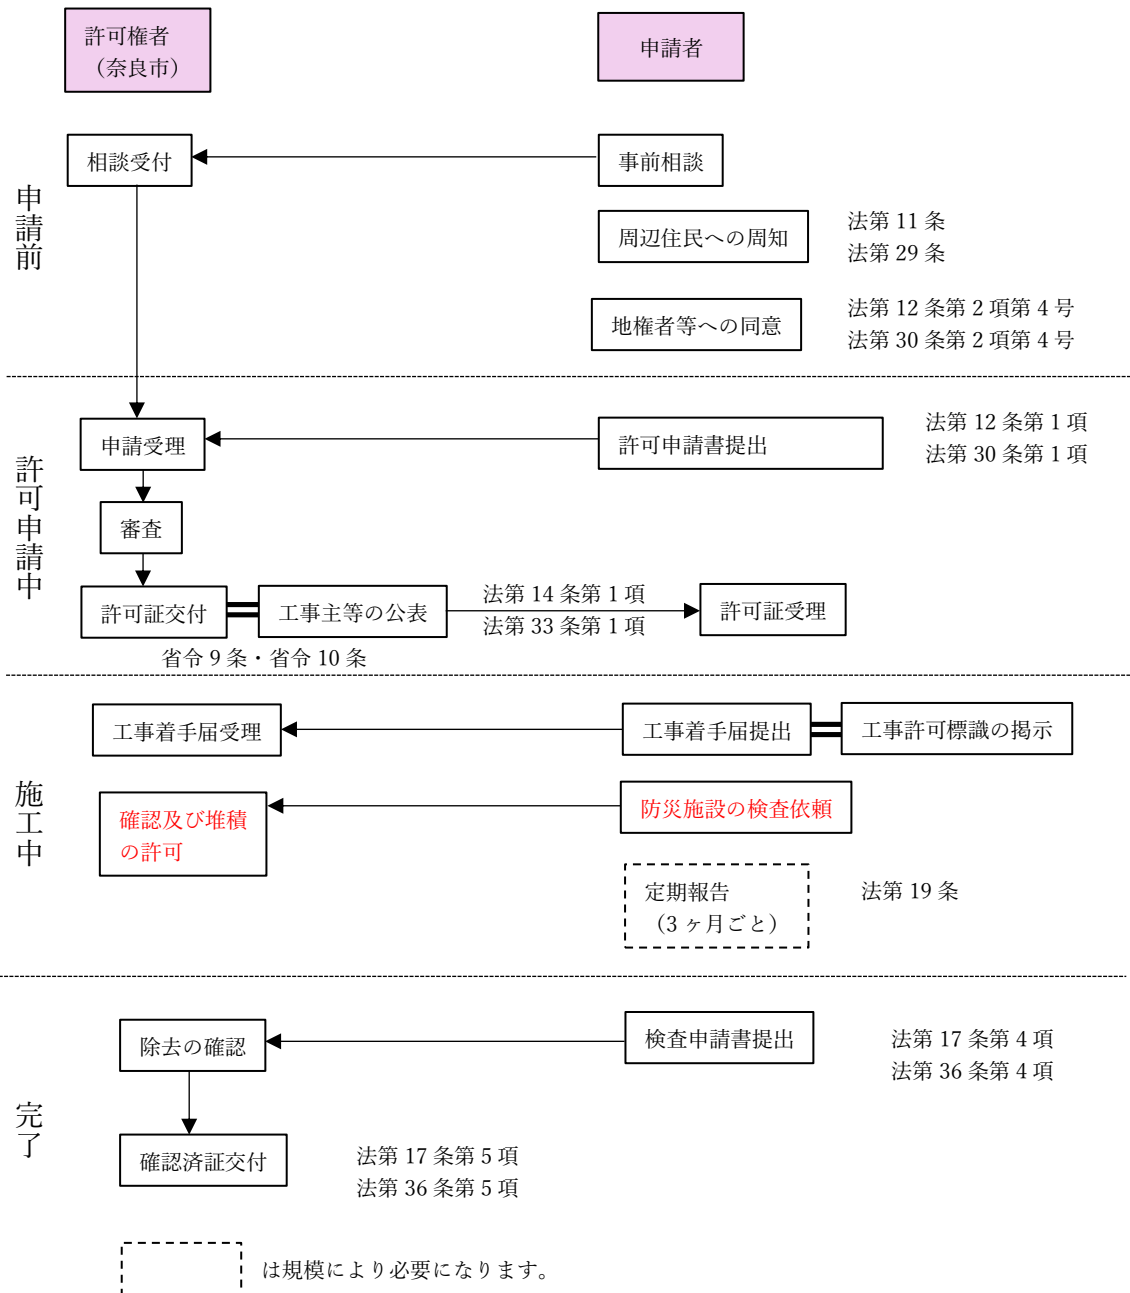 許可権者
（奈良市）
申請者
申請前
相談受付
事前相談
周辺住民への周知
法第 11 条
法第 29 条
地権者等への同意
法第 12 条第 2 項第 4 号
法第 30 条第 2 項第 4 号
許可申請中
申請受理
許可申請書提出
法第 12 条第 1 項
法第 30 条第 1 項
審査
許可証交付
工事主等の公表
法第 14 条第 1 項
法第 33 条第 1 項
許可証受理
省令 9 条・省令 10 条
施工中
工事着手届受理
工事着手届提出
工事許可標識の掲示
確認及び堆積
の許可
防災施設の検査依頼
定期報告
（3 ヶ月ごと）
法第 19 条
完了
除去の確認
検査申請書提出
法第 17 条第 4 項
法第 36 条第 4 項
確認済証交付
法第 17 条第 5 項
法第 36 条第 5 項
は規模により必要になります。